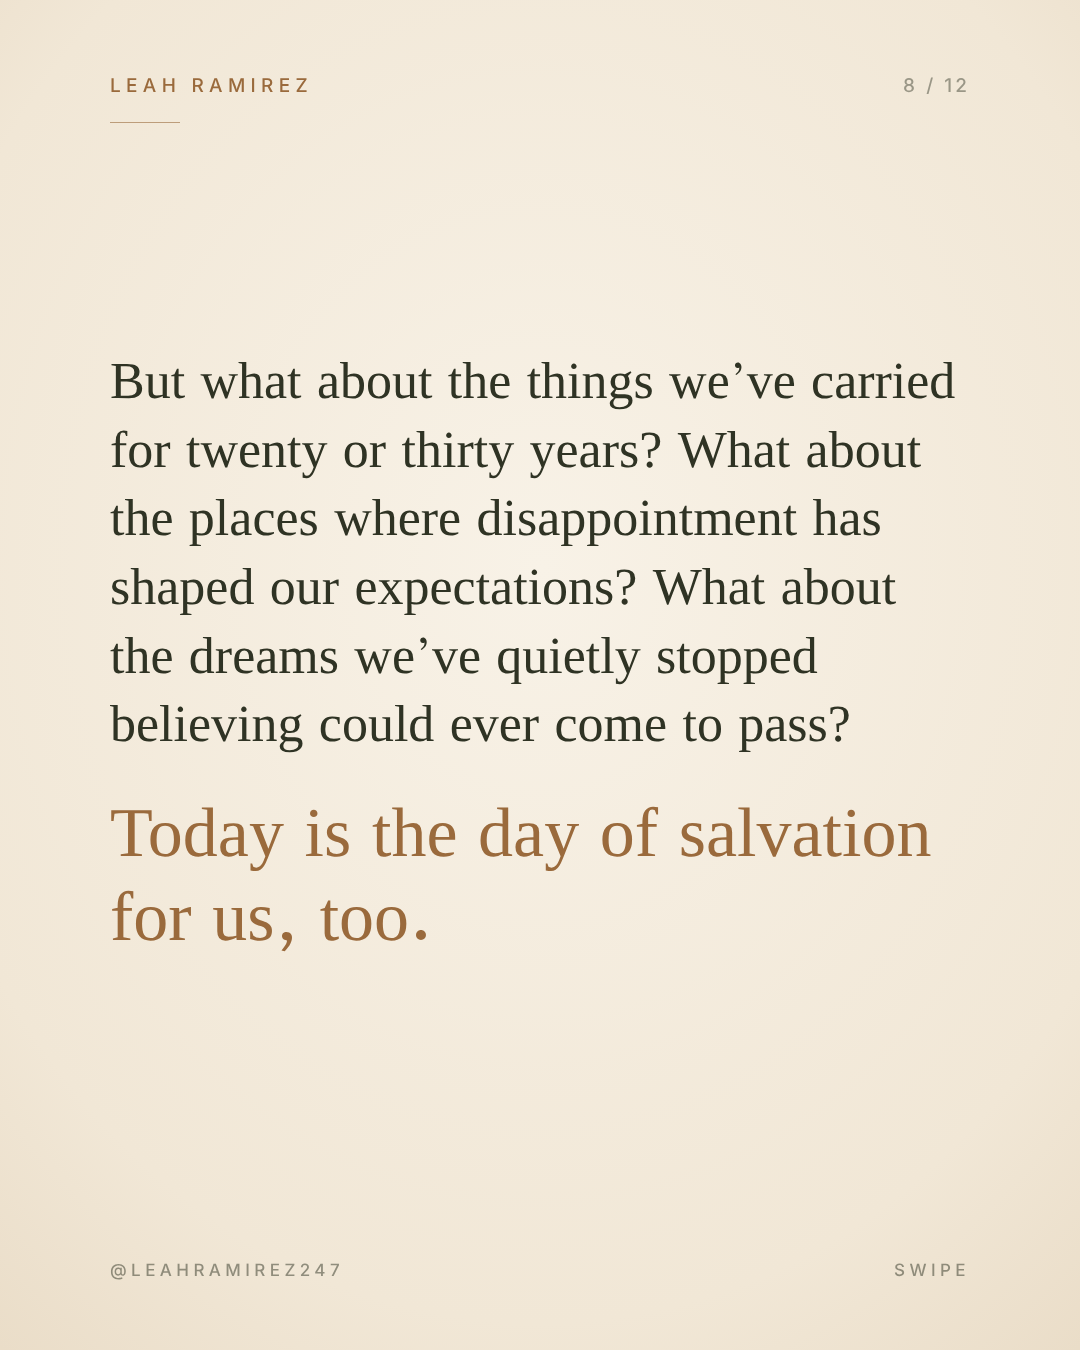 LEAH RAMIREZ
8 / 12
But what about the things we’ve carried
for twenty or thirty years? What about
the places where disappointment has
shaped our expectations? What about
the dreams we’ve quietly stopped
believing could ever come to pass?
Today is the day of salvation
for us, too.
@LEAHRAMIREZ247
SWIPE